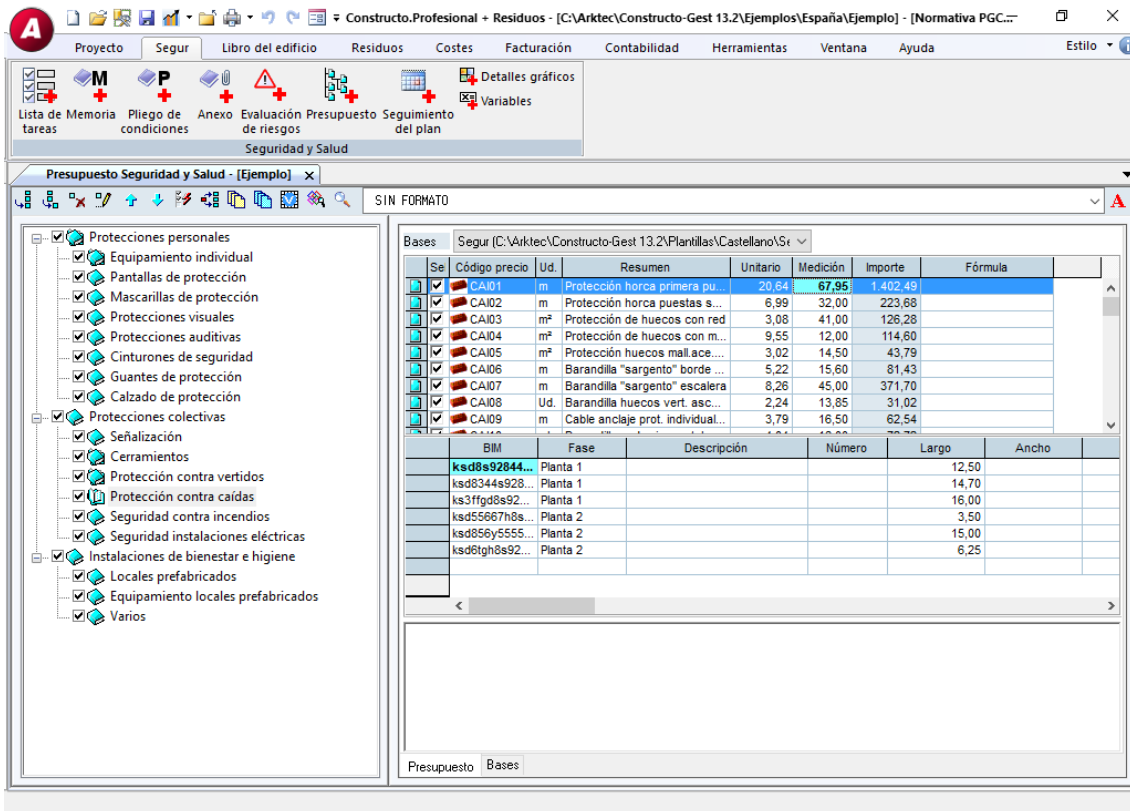 A
Constructo.Profesional + Residuos - [C:\Arktec\Constructo-Gest 13.2\Ejemplos\España\Ejemplo] - [Normativa PGC...
Proyecto Segur Libro del edificio Residuos Costes Facturación Contabilidad Herramientas Ventana Ayuda Estilo
Lista de tareas
M Memoria
P Pliego de condiciones
Anexo
Evaluación de riesgos
Presupuesto
Seguimiento del plan
Detalles gráficos
Variables
Seguridad y Salud
Presupuesto Seguridad y Salud - [Ejemplo] x
SIN FORMATO A
Protecciones personales
Equipamiento individual
Pantallas de protección
Mascarillas de protección
Protecciones visuales
Protecciones auditivas
Cinturones de seguridad
Guantes de protección
Calzado de protección
Protecciones colectivas
Señalización
Cerramientos
Protección contra vertidos
Protección contra caídas
Seguridad contra incendios
Seguridad instalaciones eléctricas
Instalaciones de bienestar e higiene
Locales prefabricados
Equipamiento locales prefabricados
Varios
Bases Segur (C:\Arktec\Constructo-Gest 13.2\Plantillas\Castellano\Se
Se Código precio Ud. Resumen Unitario Medición Importe Fórmula
CAI01 m Protección horca primera pu... 20,64 67,95 1.402,49
CAI02 m Protección horca puestas s... 6,99 32,00 223,68
CAI03 m² Protección de huecos con red 3,08 41,00 126,28
CAI04 m² Protección de huecos con m... 9,55 12,00 114,60
CAI05 m² Protección huecos mall.ace.... 3,02 14,50 43,79
CAI06 m Barandilla "sargento" borde ... 5,22 15,60 81,43
CAI07 m Barandilla "sargento" escalera 8,26 45,00 371,70
CAI08 Ud. Barandilla huecos vert. asc... 2,24 13,85 31,02
CAI09 m Cable anclaje prot. individual... 3,79 16,50 62,54
BIM Fase Descripción Número Largo Ancho
ksd8s92844... Planta 1 12,50
ksd8344s928... Planta 1 14,70
ks3ffgd8s92... Planta 1 16,00
ksd55667h8s... Planta 2 3,50
ksd856y5555... Planta 2 15,00
ksd6tgh8s92... Planta 2 6,25
Presupuesto Bases